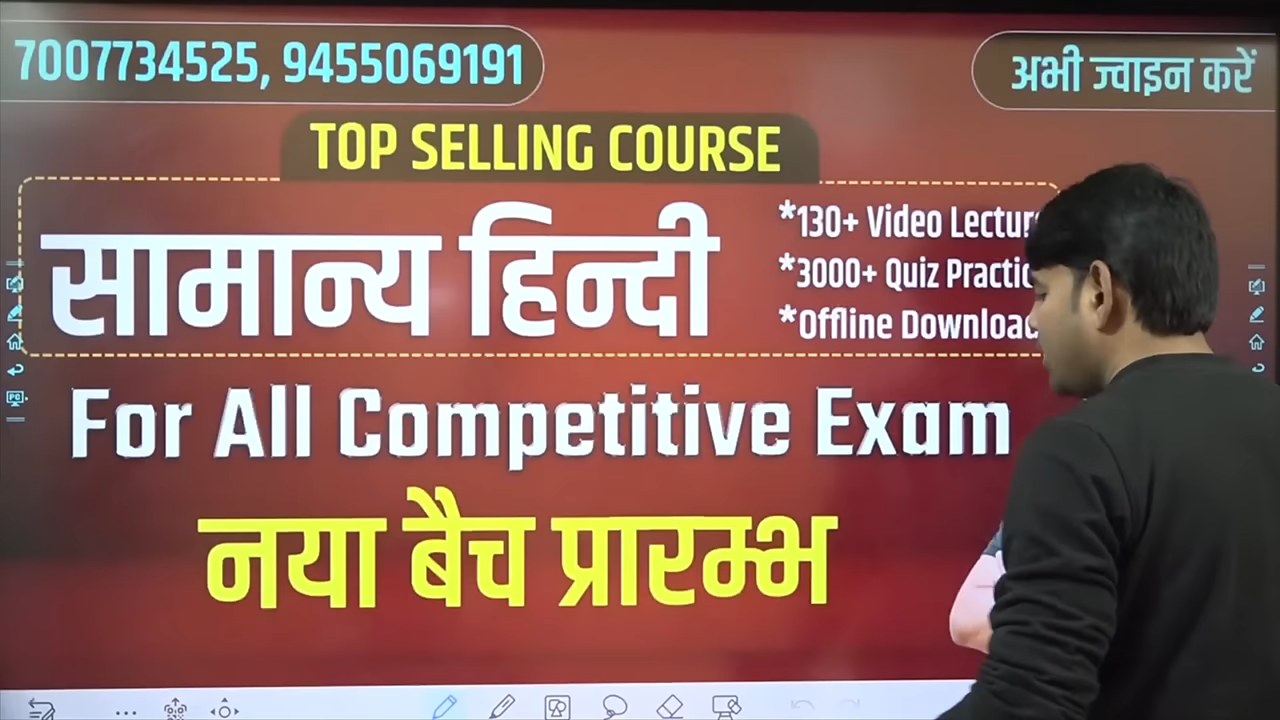 7007734525, 9455069191
अभी ज्वाइन करें
TOP SELLING COURSE
सामान्य हिन्दी
*130+ Video
*3000+ Quiz
*Offline
For All Competitive Exam
नया बैच प्रारम्भ